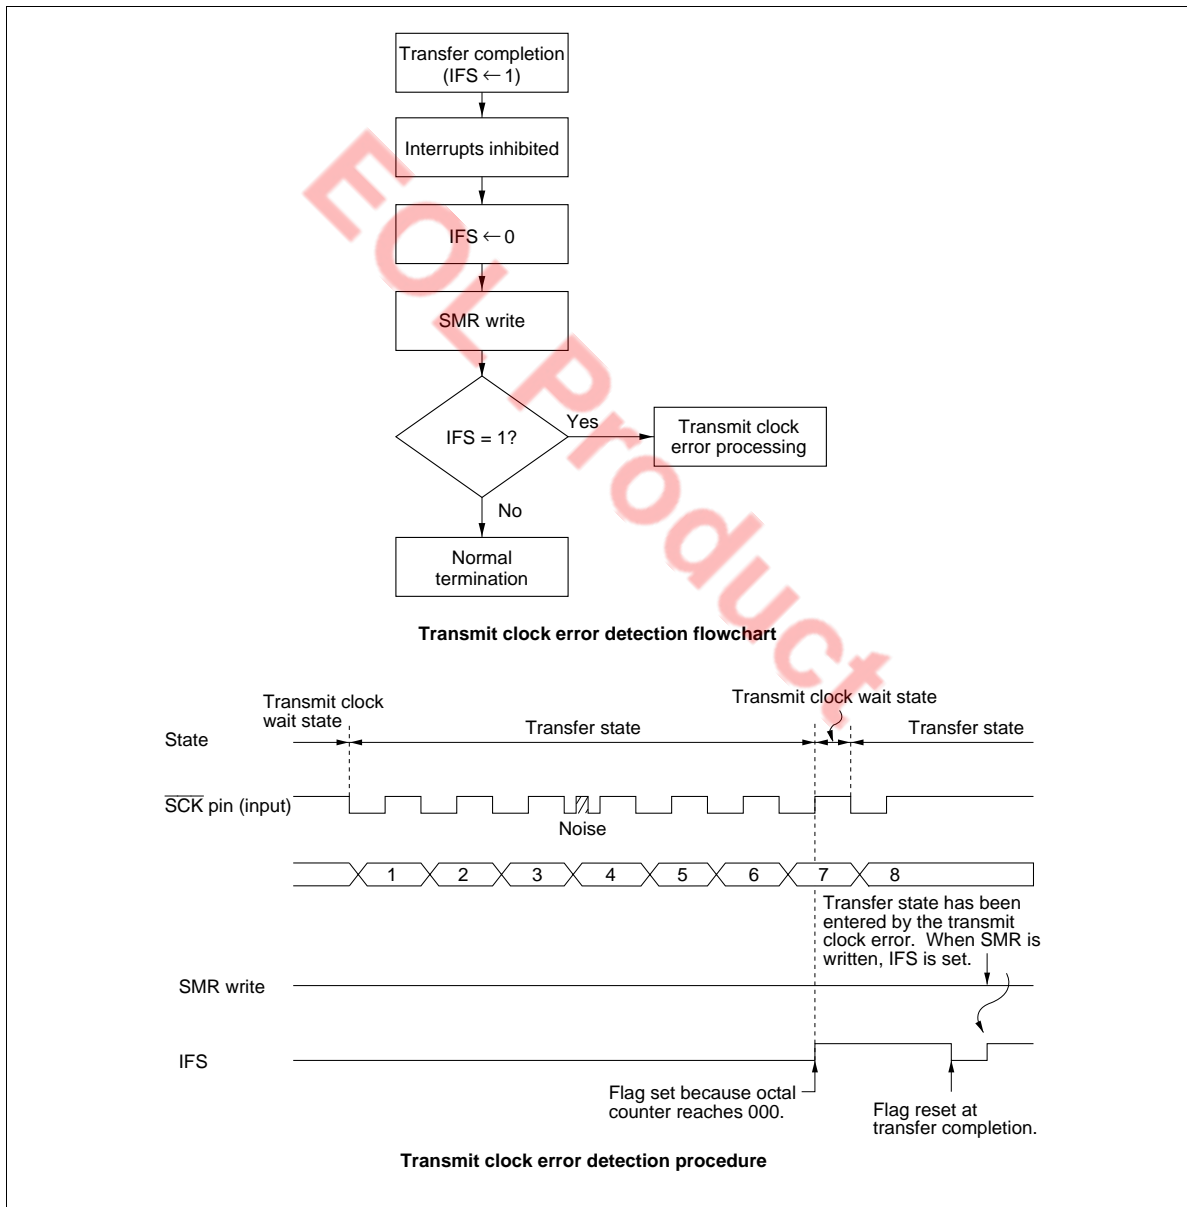 Transfer completion
(IFS ← 1)
Interrupts inhibited
IFS ← 0
SMR write
IFS = 1?
Yes
Transmit clock
error processing
No
Normal
termination
Transmit clock error detection flowchart
EOL Product
Transmit clock
wait state
Transmit clock wait state
State
Transfer state
Transfer state
SCK pin (input)
Noise
1 2 3 4 5 6 7 8
Transfer state has been
entered by the transmit
clock error. When SMR is
written, IFS is set.
SMR write
IFS
Flag set because octal
counter reaches 000.
Flag reset at
transfer completion.
Transmit clock error detection procedure